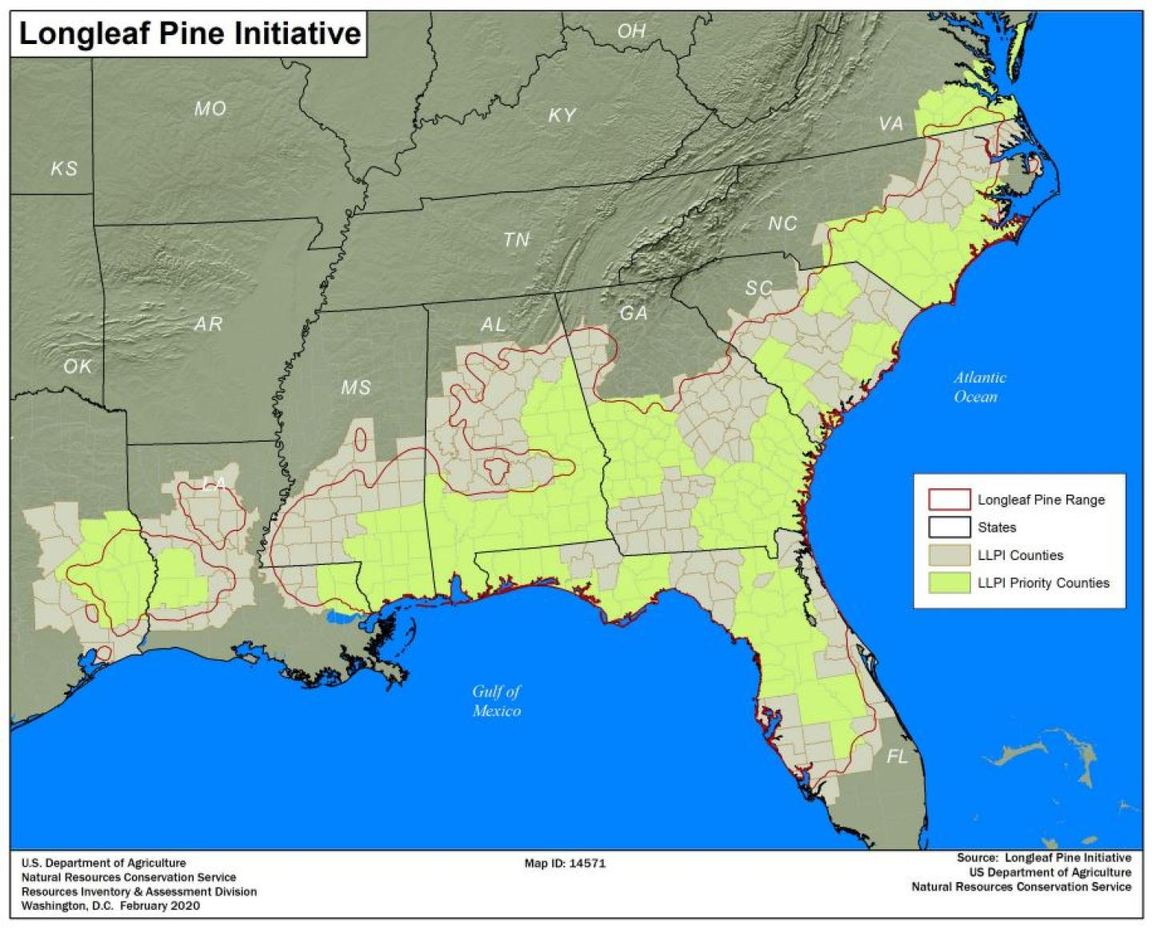 Longleaf Pine Initiative
OH
MO
KY
VA
KS
NC
TN
SC
GA
AR
AL
OK
MS
Atlantic
Ocean
LA
Longleaf Pine Range
States
LLPI Counties
LLPI Priority Counties
Gulf of
Mexico
FL
U.S. Department of Agriculture
Natural Resources Conservation Service
Resources Inventory & Assessment Division
Washington, D.C. February 2020
Map ID: 14571
Source: Longleaf Pine Initiative
US Department of Agriculture
Natural Resources Conservation Service